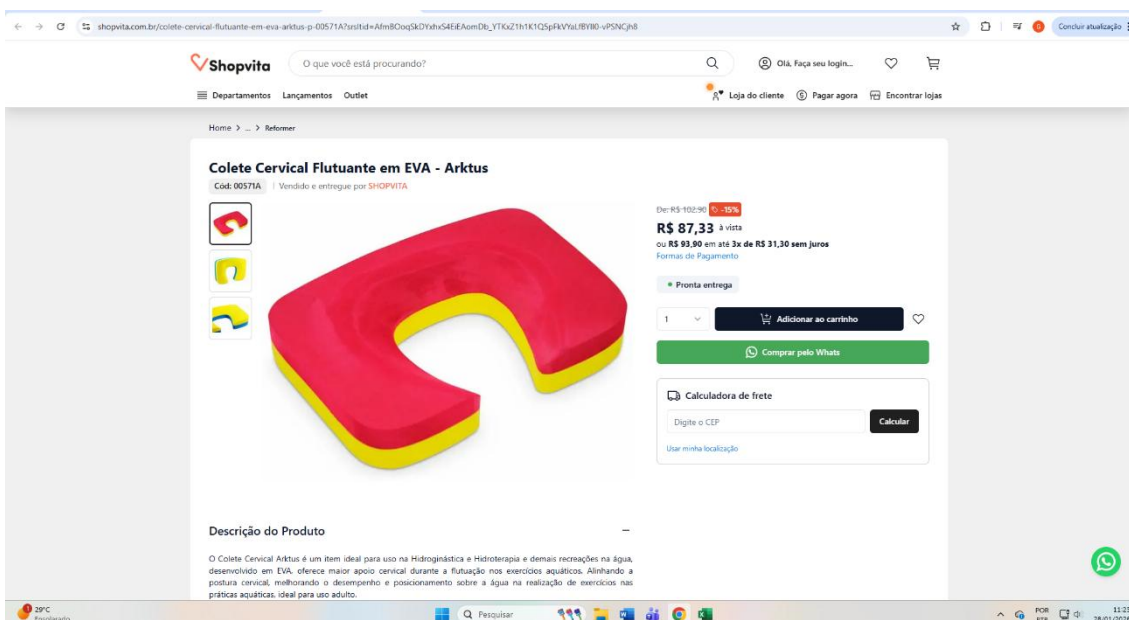 shopvita.com.br/colete-cervical-flutuante-em-eva-arktus-p-00571A?srsltid=
Concluir atualização
Shopvita
O que você está procurando?
Olá, Faça seu login...
Departamentos Lançamentos Outlet
Loja do cliente Pagar agora Encontrar lojas
Home > ... > Reformer
Colete Cervical Flutuante em EVA - Arktus
Cód: 00571A | Vendido e entregue por SHOPVITA
De: R$ 102,90 -15%
R$ 87,33 à vista
ou R$ 93,90 em até 3x de R$ 31,30 sem juros
Formas de Pagamento
Pronta entrega
1 Adicionar ao carrinho
Comprar pelo Whats
Calculadora de frete
Digite o CEP Calcular
Usar minha localização
Descrição do Produto
O Colete Cervical Arktus é um item ideal para uso na Hidroginástica e Hidroterapia e demais recreações na água,
desenvolvido em EVA, oferece maior apoio cervical durante a flutuação nos exercícios aquáticos. Alinhando a
postura cervical, melhorando o desempenho e posicionamento sobre a água na realização de exercícios nas
práticas aquáticas, ideal para uso adulto.
29°C
Ensolarado
Pesquisar
POR
11:23